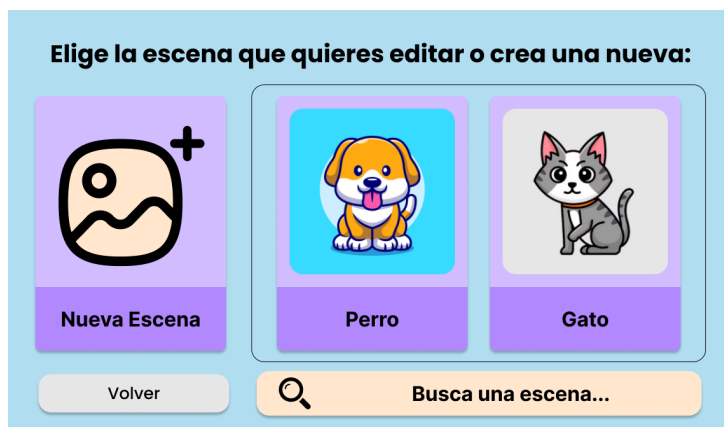 Elige la escena que quieres editar o crea una nueva:
Nueva Escena
Perro
Gato
Volver
Busca una escena...